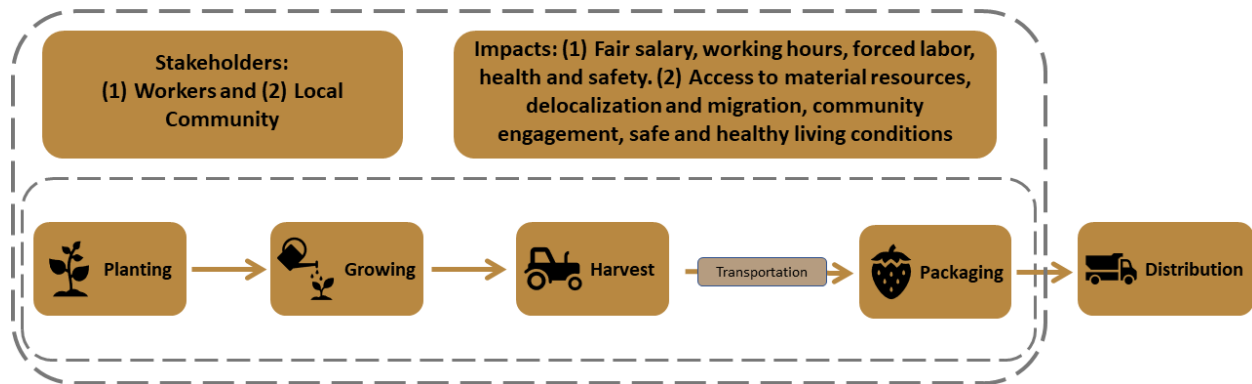 Stakeholders:
(1) Workers and (2) Local
Community
Impacts: (1) Fair salary, working hours, forced labor,
health and safety. (2) Access to material resources,
delocalization and migration, community
engagement, safe and healthy living conditions
Planting
Growing
Harvest
Transportation
Packaging
Distribution